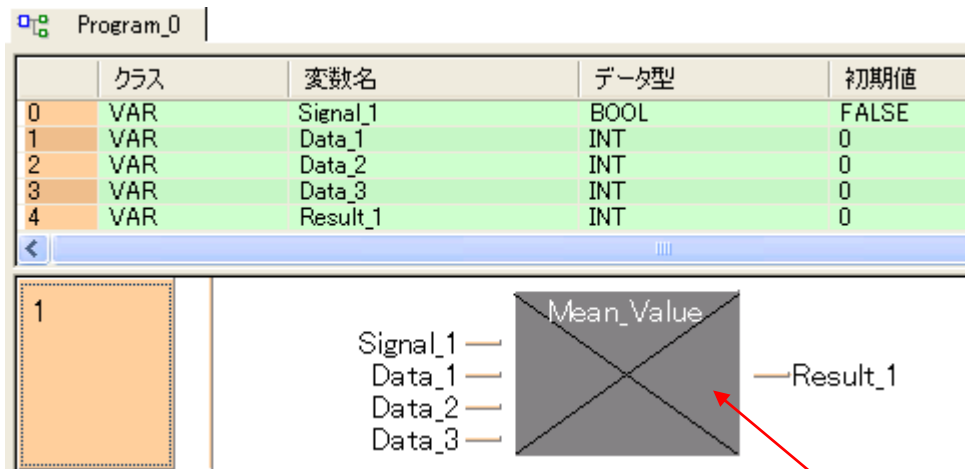 Program_0
クラス 変数名 データ型 初期値
0 VAR Signal_1 BOOL FALSE
1 VAR Data_1 INT 0
2 VAR Data_2 INT 0
3 VAR Data_3 INT 0
4 VAR Result_1 INT 0
1
Mean_Value
Signal_1
Data_1 Result_1
Data_2
Data_3